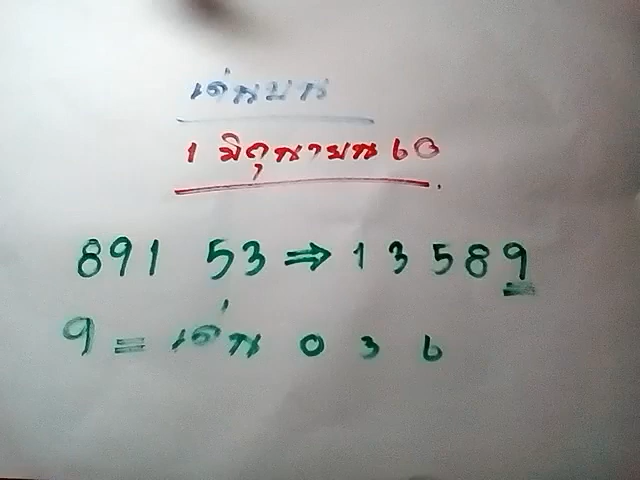 เด่นบน
1 มิถุนายน 60
891 53 ⇒ 1 3 5 8 9
9 = เด่น 0 3 6